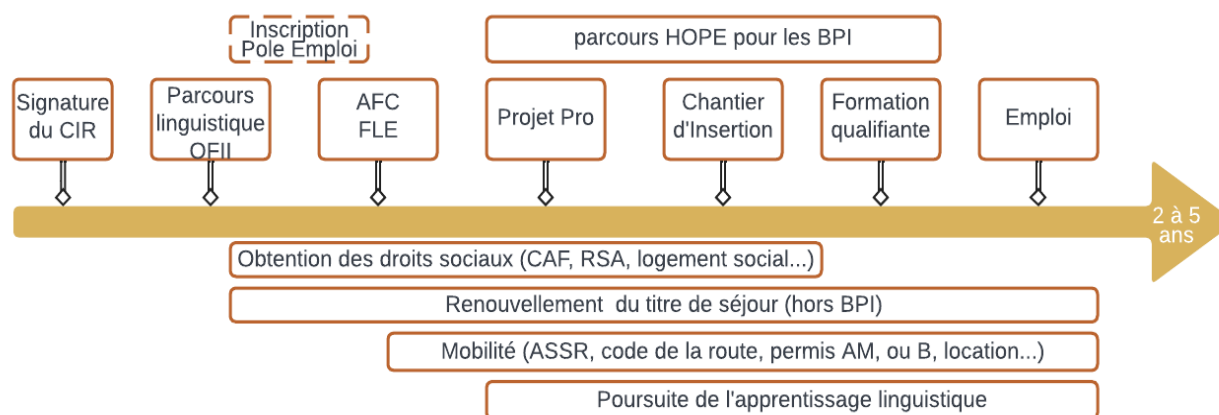 Inscription
Pole Emploi
parcours HOPE pour les BPI
Signature
du CIR
Parcours
linguistique
OFII
AFC
FLE
Projet Pro
Chantier
d'Insertion
Formation
qualifiante
Emploi
2 à 5
ans
Obtention des droits sociaux (CAF, RSA, logement social...)
Renouvellement du titre de séjour (hors BPI)
Mobilité (ASSR, code de la route, permis AM, ou B, location...)
Poursuite de l'apprentissage linguistique